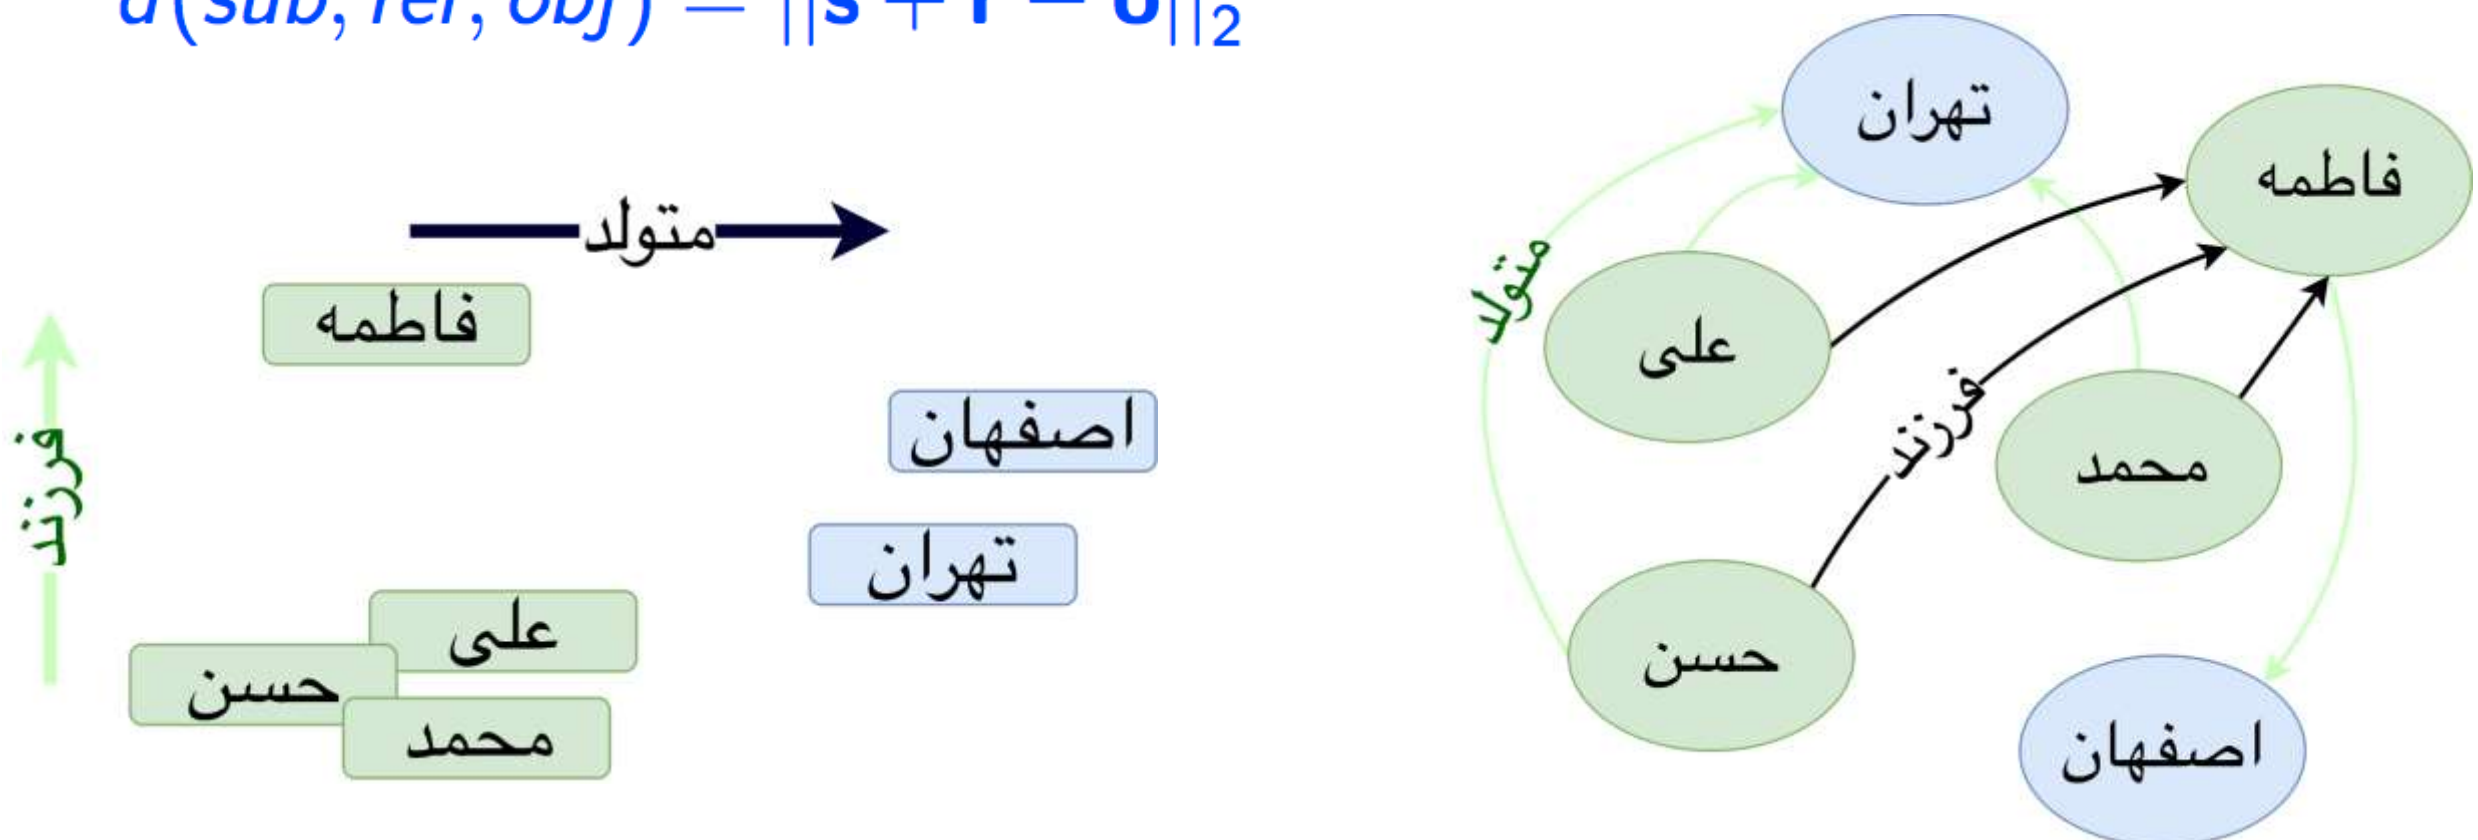 d(sub, rel, obj) = ||s + r − o||₂
متولد
فاطمه
فرزند
اصفهان
تهران
علی
حسن
محمد
تهران
فاطمه
متولد
علی
فرزند
محمد
حسن
اصفهان